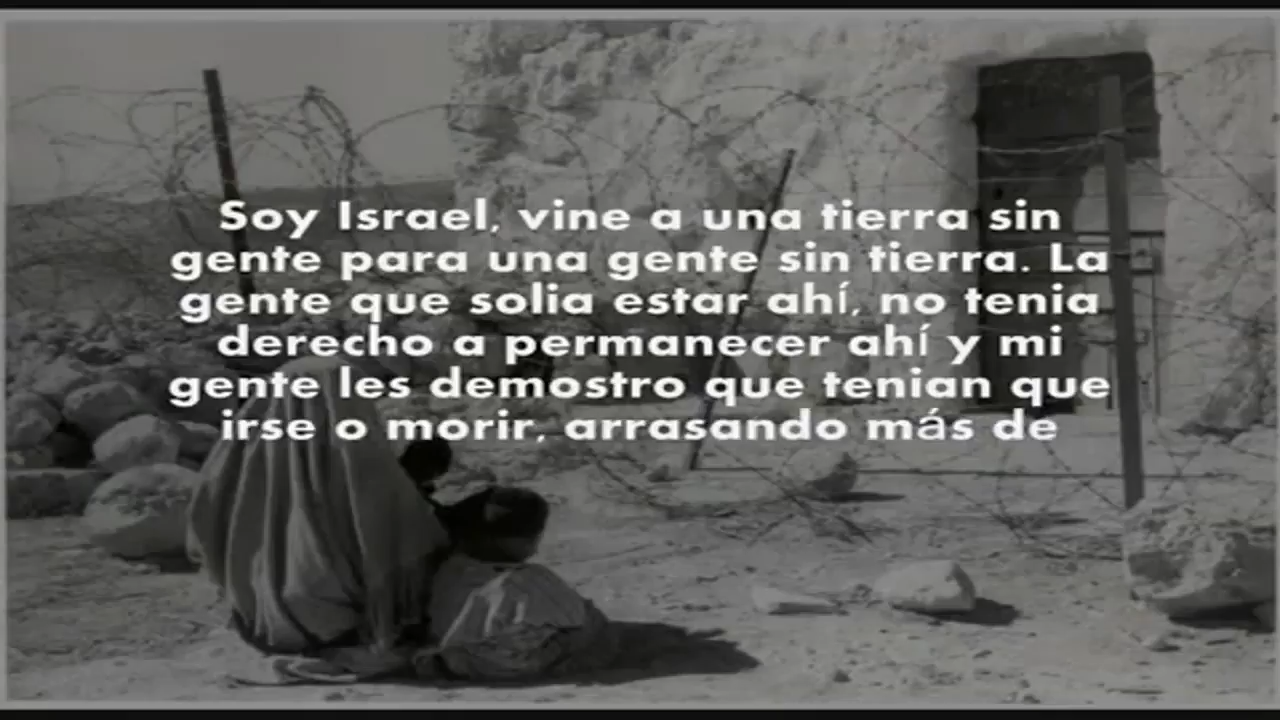 Soy Israel, vine a una tierra sin
gente para una gente sin tierra. La
gente que solia estar ahí, no tenia
derecho a permanecer ahí y mi
gente les demostro que tenian que
irse o morir, arrasando más de